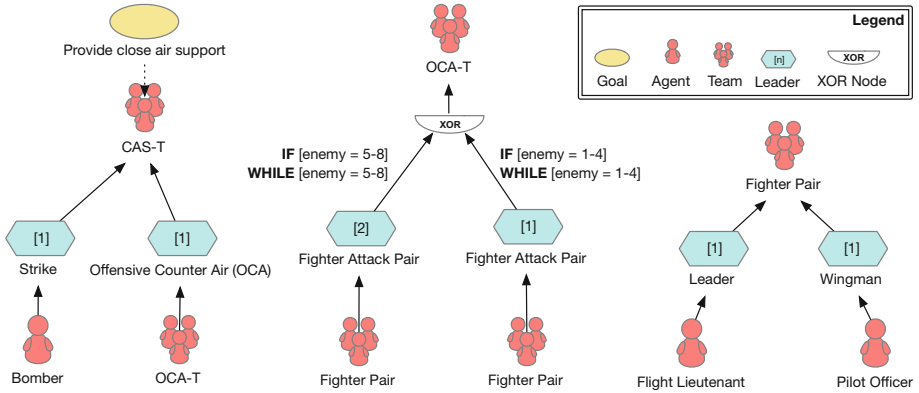 Provide close air support
CAS-T
[1]
Strike
Bomber
[1]
Offensive Counter Air (OCA)
OCA-T
OCA-T
XOR
IF [enemy = 5-8]
WHILE [enemy = 5-8]
IF [enemy = 1-4]
WHILE [enemy = 1-4]
[2]
Fighter Attack Pair
Fighter Pair
[1]
Fighter Attack Pair
Fighter Pair
Legend
[n]
XOR
Goal
Agent
Team
Leader
XOR Node
Fighter Pair
[1]
Leader
Flight Lieutenant
[1]
Wingman
Pilot Officer